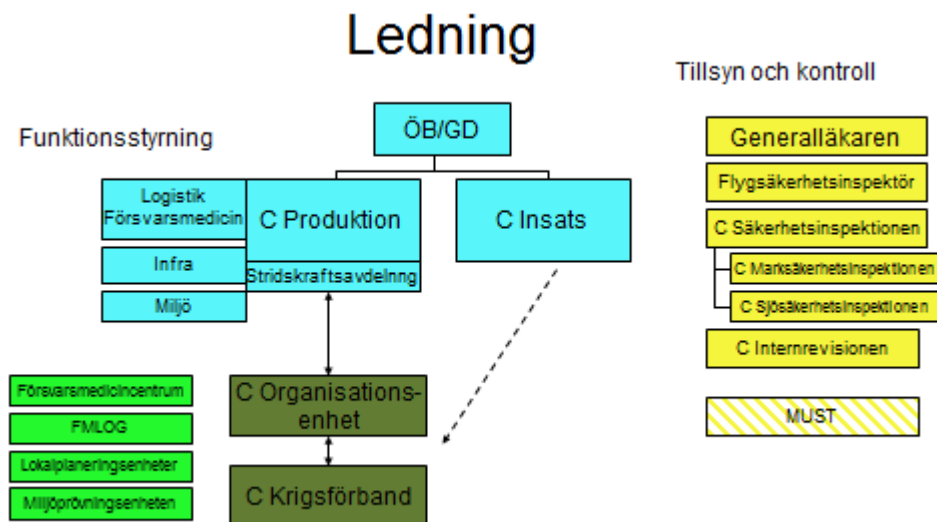 Ledning
Tillsyn och kontroll
Funktionsstyrning
ÖB/GD
Logistik
Försvarsmedicin
C Produktion
C Insats
Infra
Stridskraftsavdelnng
Miljö
Försvarsmedicincentrum
FMLOG
Lokalplaneringsenheter
Miljöprövningsenheten
C Organisations-
enhet
C Krigsförband
Generalläkaren
Flygsäkerhetsinspektör
C Säkerhetsinspektionen
C Marksäkerhetsinspektionen
C Sjösäkerhetsinspektionen
C Internrevisionen
MUST